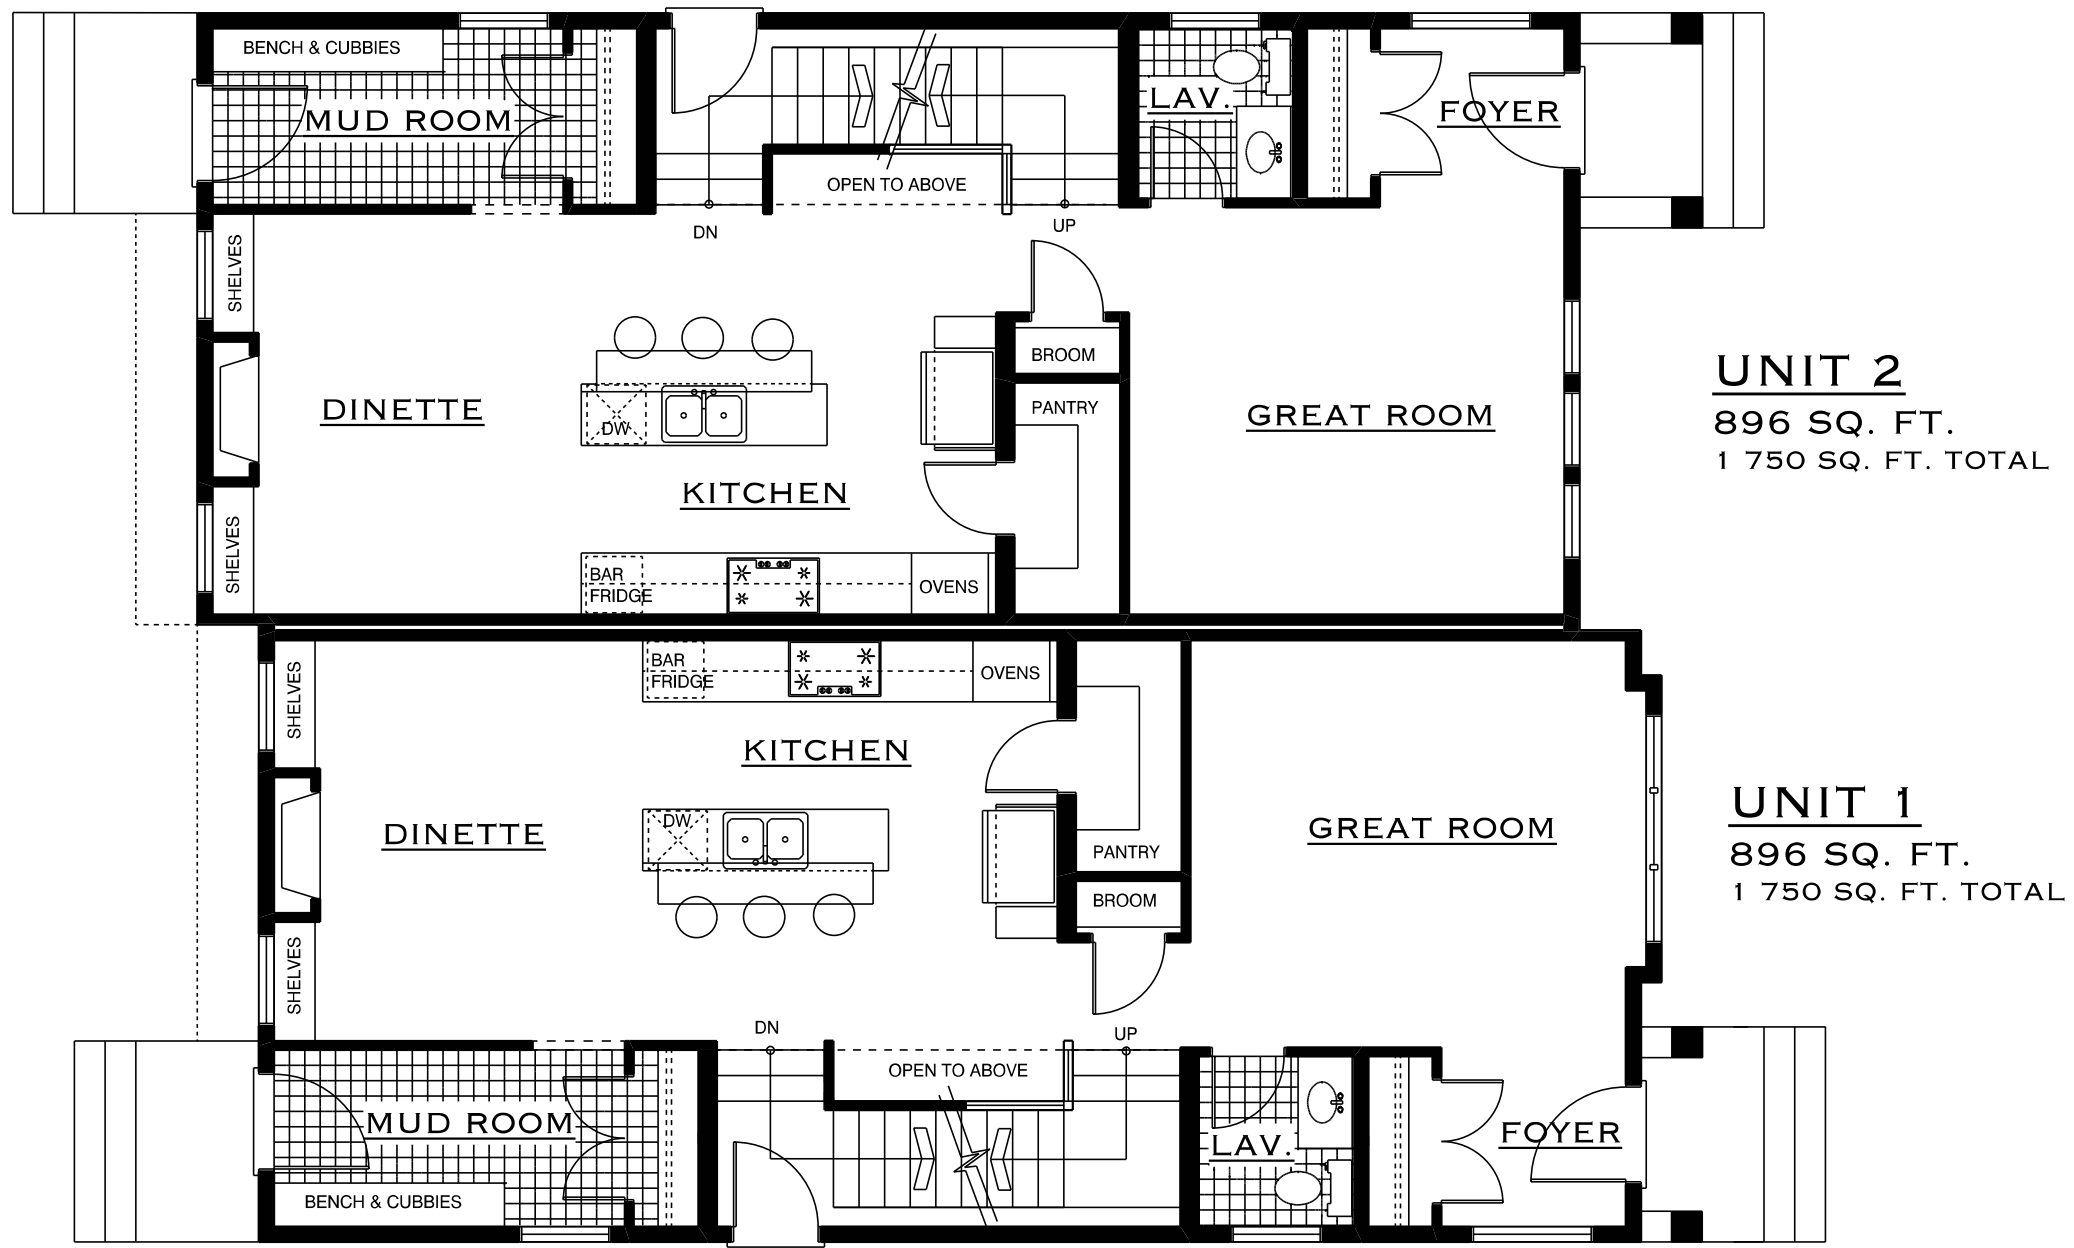 BENCH & CUBBIES
MUD ROOM
LAV.
FOYER
OPEN TO ABOVE
DN
UP
SHELVES
BROOM
PANTRY
DINETTE
DW
GREAT ROOM
KITCHEN
SHELVES
BAR
FRIDGE
OVENS
UNIT 2
896 SQ. FT.
1 750 SQ. FT. TOTAL
SHELVES
BAR
FRIDGE
OVENS
KITCHEN
DINETTE
DW
GREAT ROOM
PANTRY
BROOM
SHELVES
UNIT 1
896 SQ. FT.
1 750 SQ. FT. TOTAL
DN
UP
OPEN TO ABOVE
MUD ROOM
LAV.
FOYER
BENCH & CUBBIES